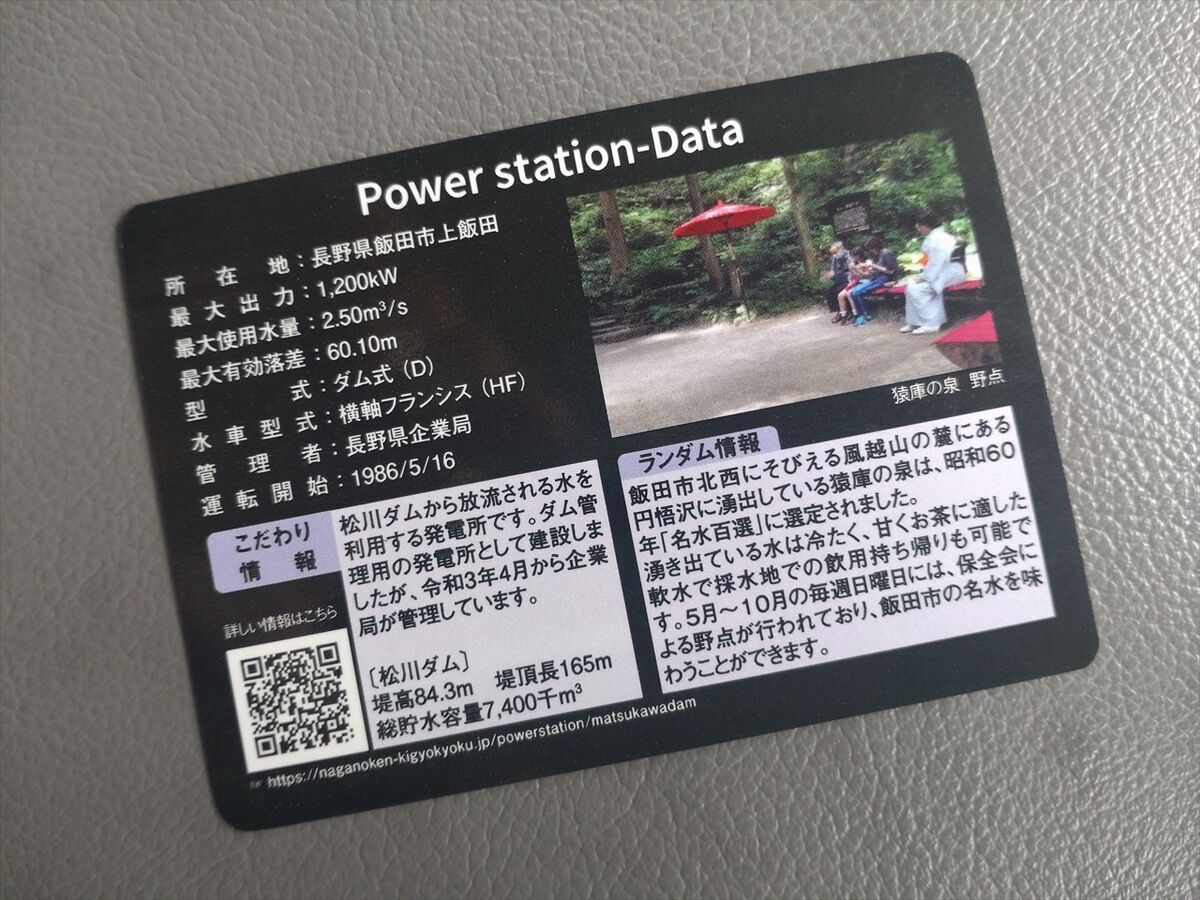 Power station-Data
所在地：長野県飯田市上飯田
最大出力：1,200kW
最大使用水量：2.50m³/s
最大有効落差：60.10m
型式：ダム式（D）
水車型式：横軸フランシス（HF）
管理者：長野県企業局
運転開始：1986/5/16
猿庫の泉 野点
こだわり
情報
松川ダムから放流される水を
利用する発電所です。ダム管
理用の発電所として建設しま
したが、令和3年4月から企業
局が管理しています。
［松川ダム］
堤高84.3m 堤頂長165m
総貯水容量7,400千m³
詳しい情報はこちら
https://naganoken-kigyokyoku.jp/powerstation/matsukawadam
ランダム情報
飯田市北西にそびえる風越山の麓にある
円悟沢に湧出している猿庫の泉は、昭和60
年「名水百選」に選定されました。
湧き出ている水は冷たく、甘くお茶に適した
軟水で採水地での飲用持ち帰りも可能で
す。5月～10月の毎週日曜日には、保全会に
よる野点が行われており、飯田市の名水を味
わうことができます。